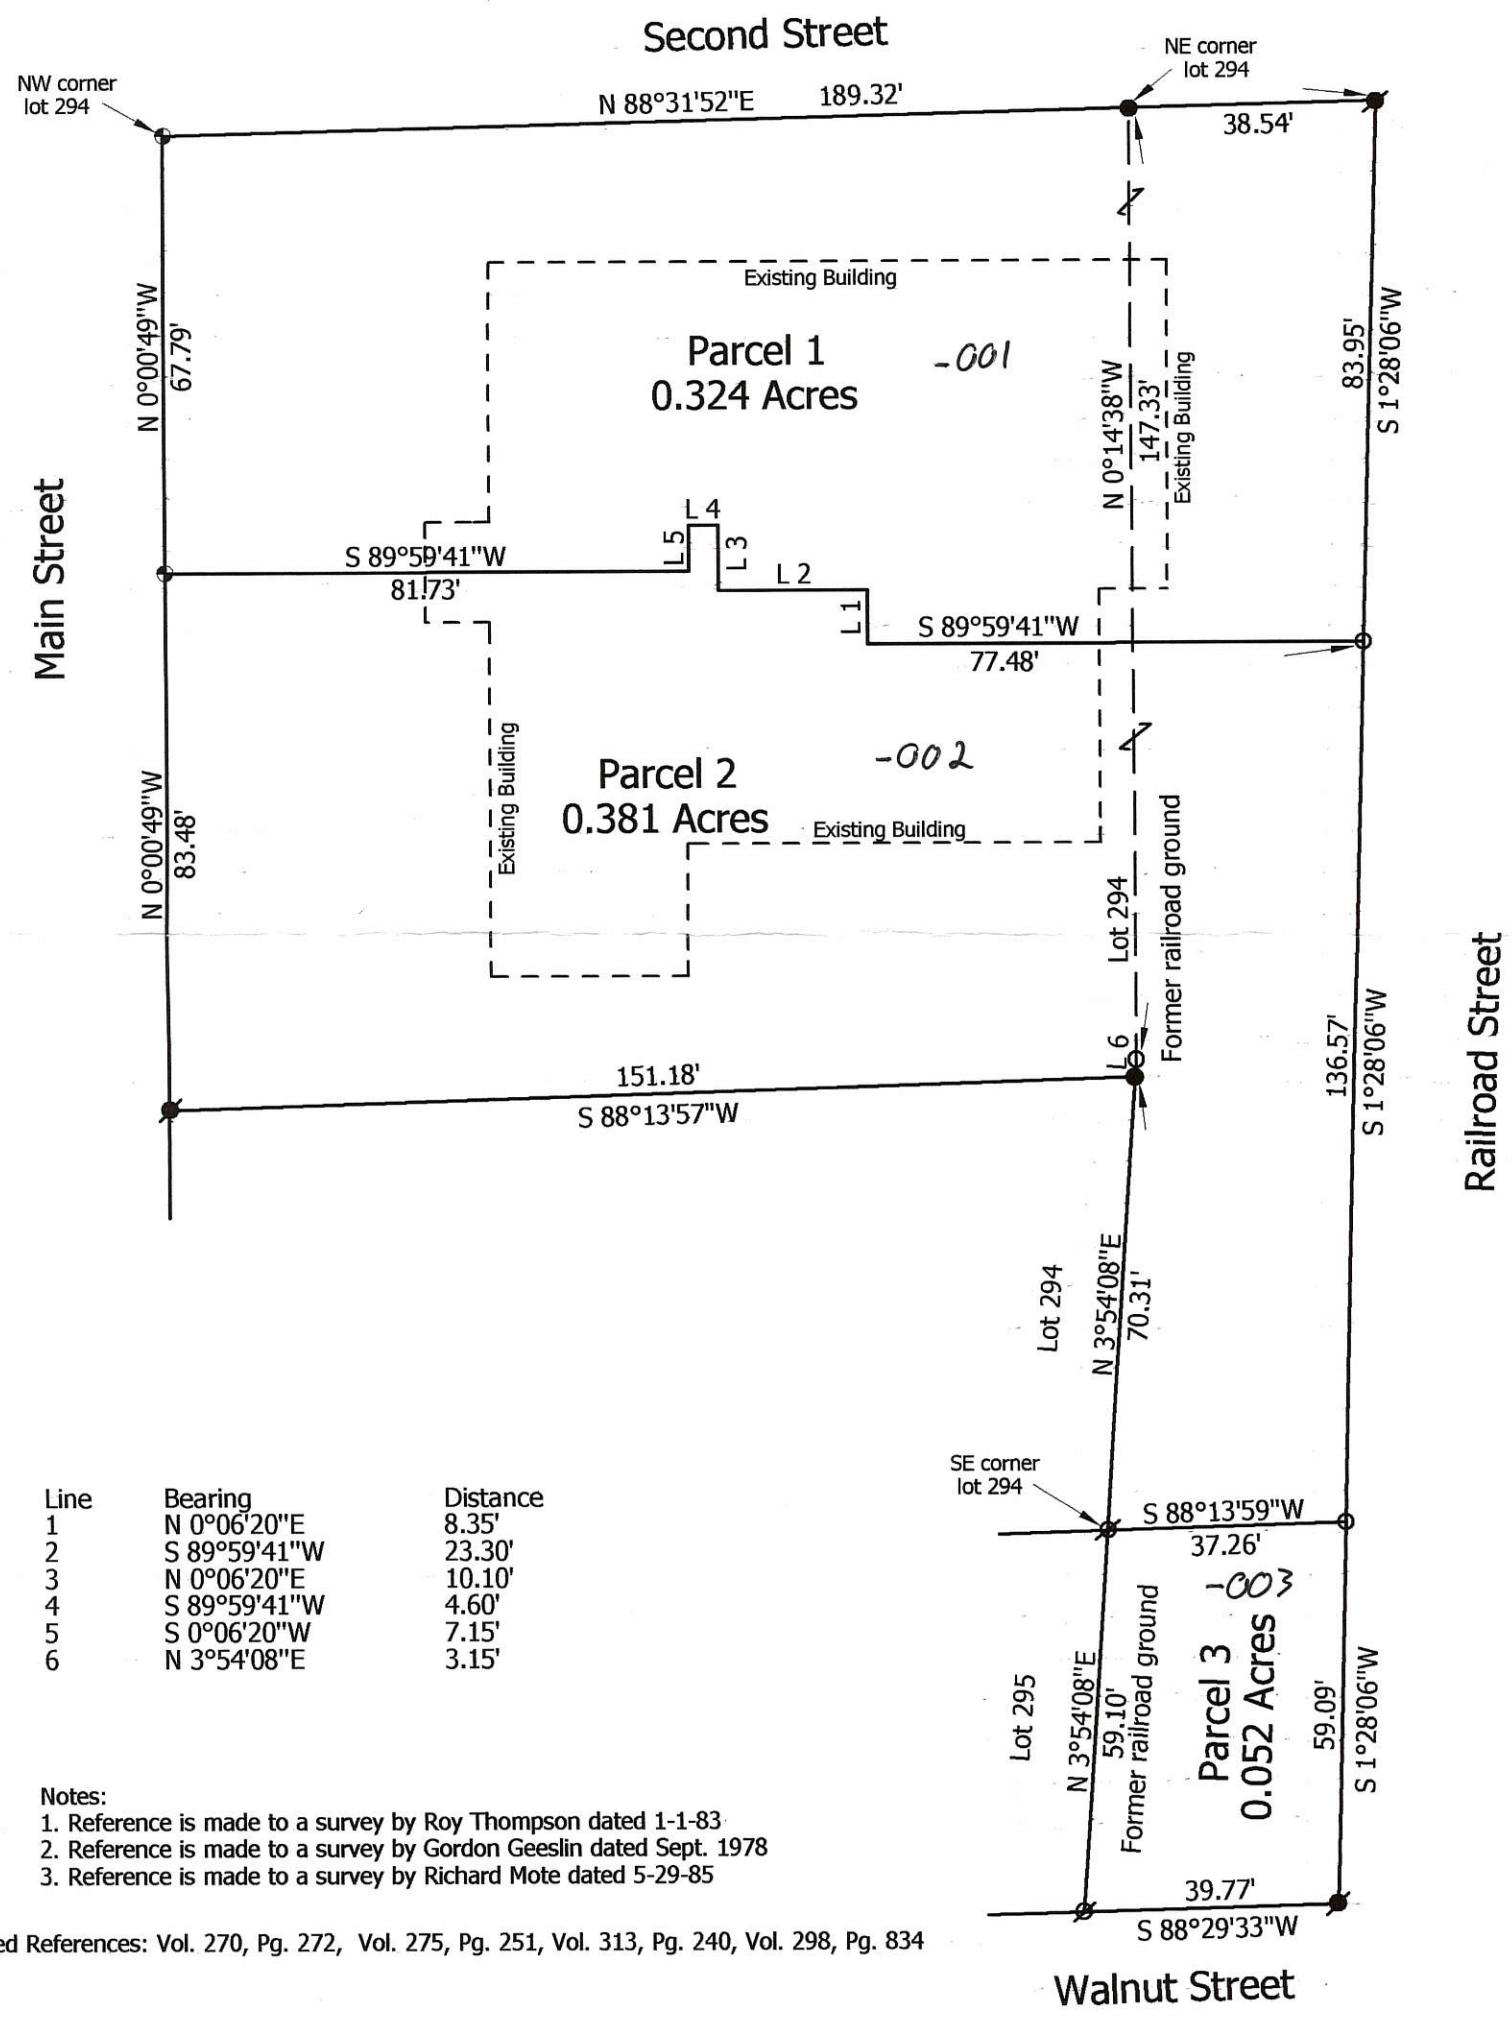 Second Street
NW corner
lot 294
NE corner
lot 294
N 88°31'52"E 189.32'
38.54'
Existing Building
Parcel 1
0.324 Acres
-001
N 0°00'49"W
67.79'
N 0°14'38"W
147.33'
Existing Building
83.95'
S 1°28'06"W
Main Street
S 89°59'41"W
81.73'
L 5
L 4
L 3
L 2
L 1
S 89°59'41"W
77.48'
Parcel 2
0.381 Acres
-002
Existing Building
Existing Building
N 0°00'49"W
83.48'
Lot 294
Former railroad ground
L 6
151.18'
S 88°13'57"W
136.57'
S 1°28'06"W
Railroad Street
Lot 294
N 3°54'08"E
70.31'
SE corner
lot 294
S 88°13'59"W
37.26'
-003
Parcel 3
0.052 Acres
Lot 295
N 3°54'08"E
59.10'
Former railroad ground
59.09'
S 1°28'06"W
39.77'
S 88°29'33"W
Walnut Street
Line Bearing Distance
1 N 0°06'20"E 8.35'
2 S 89°59'41"W 23.30'
3 N 0°06'20"E 10.10'
4 S 89°59'41"W 4.60'
5 S 0°06'20"W 7.15'
6 N 3°54'08"E 3.15'
Notes:
1. Reference is made to a survey by Roy Thompson dated 1-1-83
2. Reference is made to a survey by Gordon Geeslin dated Sept. 1978
3. Reference is made to a survey by Richard Mote dated 5-29-85
ed References: Vol. 270, Pg. 272, Vol. 275, Pg. 251, Vol. 313, Pg. 240, Vol. 298, Pg. 834